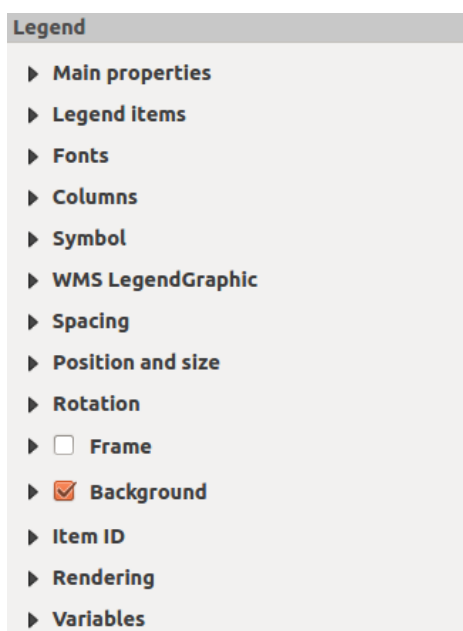 Legend
Main properties
Legend items
Fonts
Columns
Symbol
WMS LegendGraphic
Spacing
Position and size
Rotation
Frame
Background
Item ID
Rendering
Variables